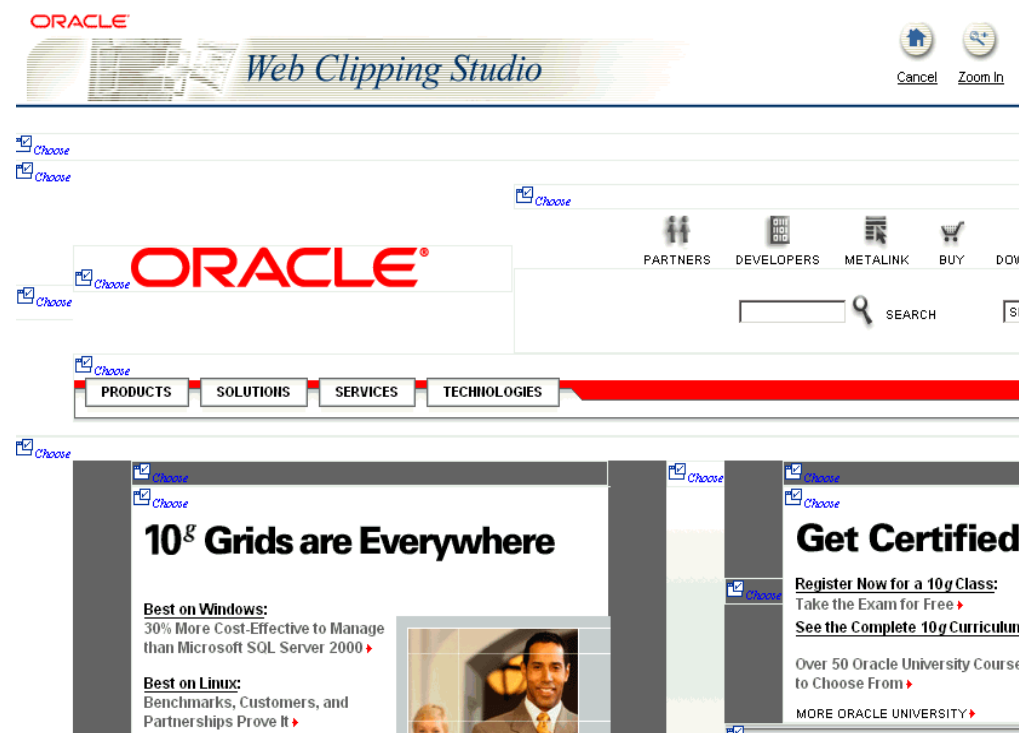 ORACLE®
Web Clipping Studio
Cancel Zoom In
Choose
Choose
Choose
PARTNERS DEVELOPERS METALINK BUY
Choose ORACLE®
Choose
SEARCH
Choose
PRODUCTS SOLUTIONS SERVICES TECHNOLOGIES
Choose
Choose
Choose
10g Grids are Everywhere
Best on Windows:
30% More Cost-Effective to Manage
than Microsoft SQL Server 2000
Best on Linux:
Benchmarks, Customers, and
Partnerships Prove It
Choose
Choose
Choose
Get Certified
Choose
Register Now for a 10g Class:
Take the Exam for Free
See the Complete 10g
Over 50 Oracle University
to Choose From
MORE ORACLE UNIVERSITY